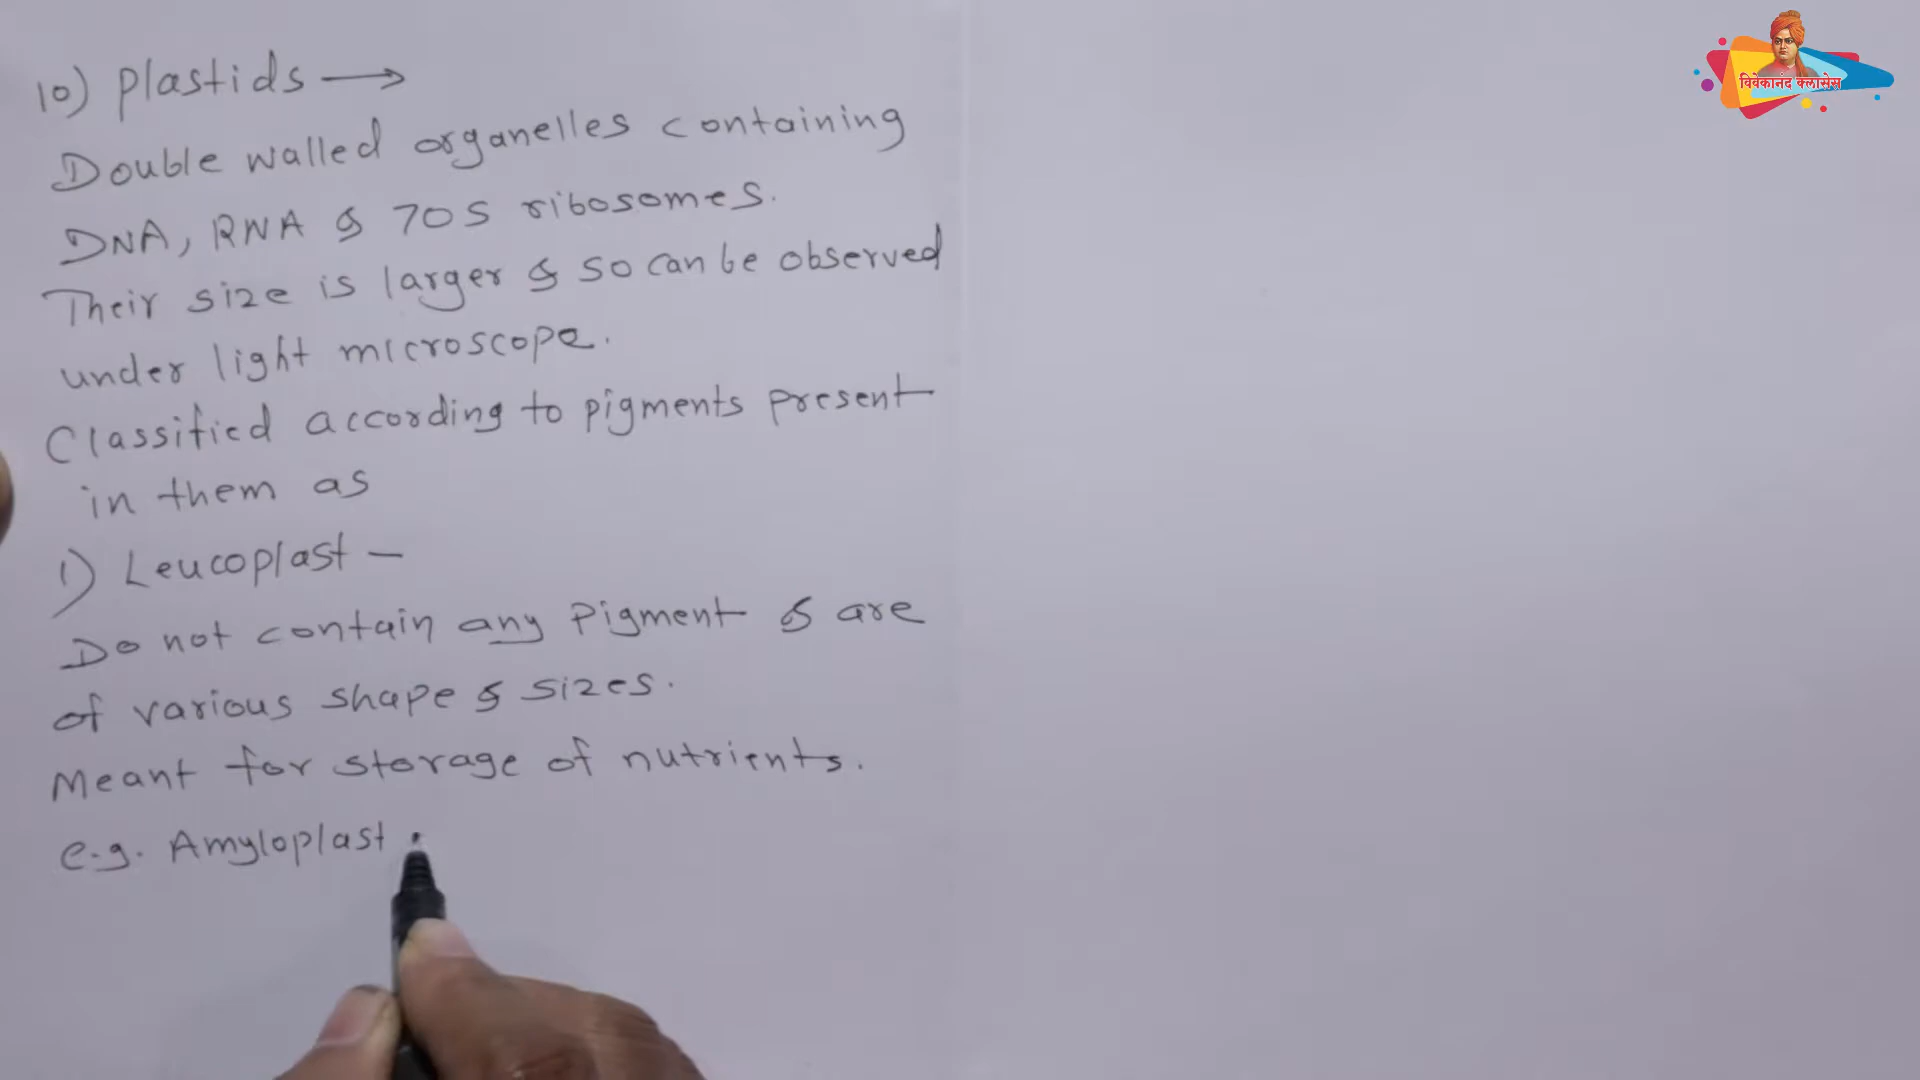 10) Plastids →
Double walled organelles containing
DNA, RNA & 70S ribosomes.
Their size is larger & so can be observed
under light microscope.
Classified according to pigments present
in them as
1) Leucoplast –
Do not contain any Pigment & are
of various shape & sizes.
Meant for storage of nutrients.
e.g. Amyloplast
विवेकानंद क्लासेस